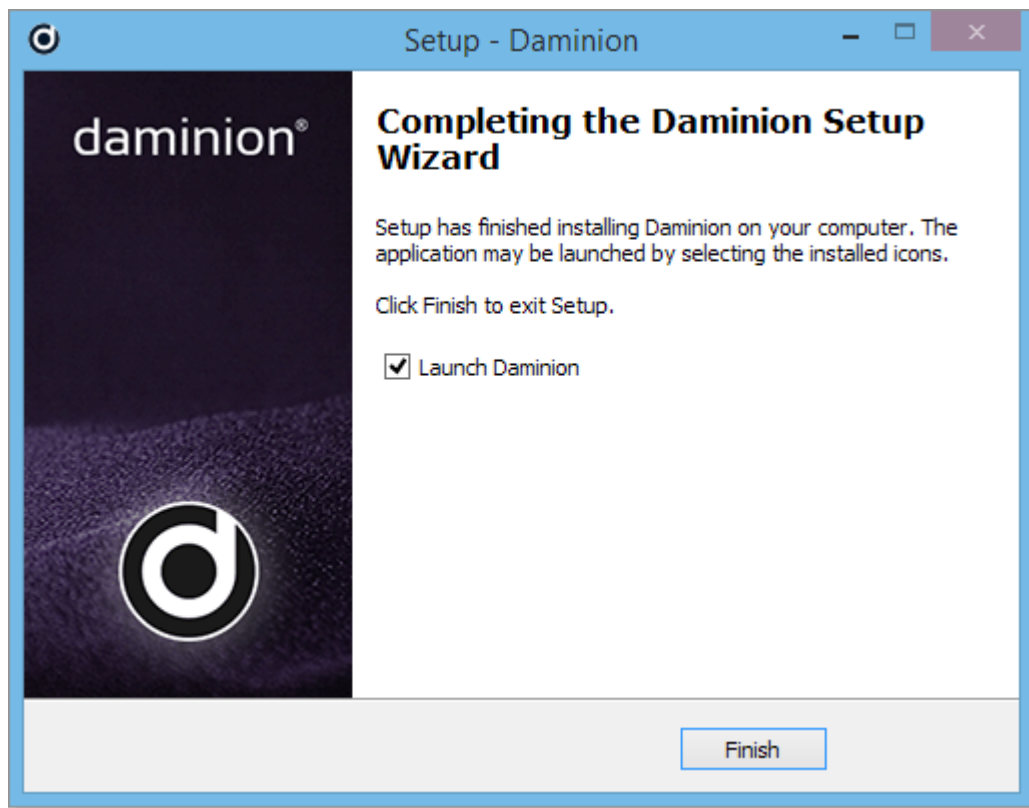 Setup - Daminion
daminion®
Completing the Daminion Setup
Wizard
Setup has finished installing Daminion on your computer. The
application may be launched by selecting the installed icons.
Click Finish to exit Setup.
Launch Daminion
Finish